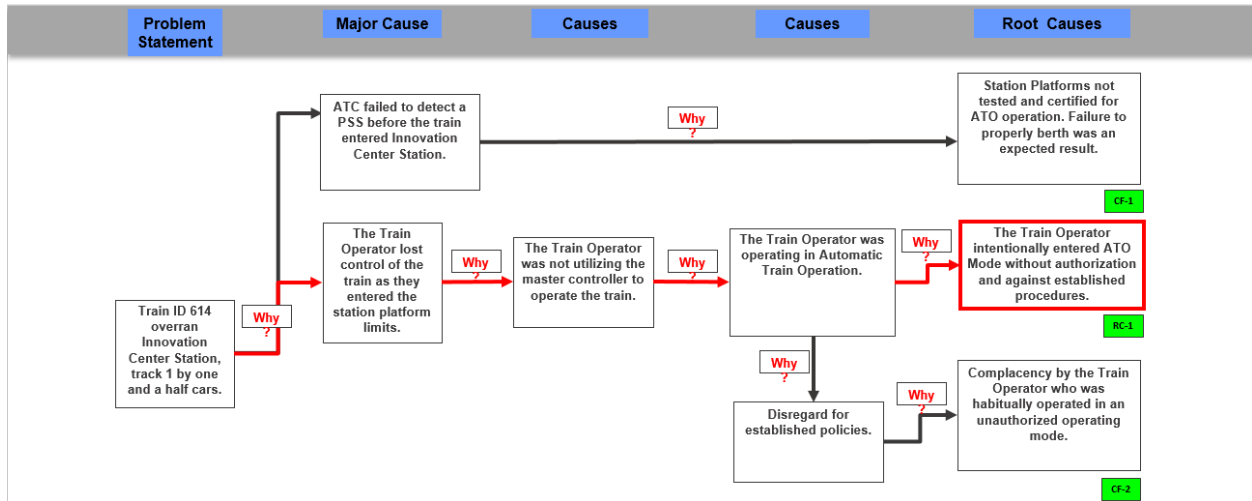 Problem
Statement
Major Cause
Causes
Causes
Root Causes
ATC failed to detect a
PSS before the train
entered Innovation
Center Station.
Why
?
Station Platforms not
tested and certified for
ATO operation. Failure to
properly berth was an
expected result.
CF-1
Train ID 614
overran
Innovation
Center Station,
track 1 by one
and a half cars.
Why
?
The Train
Operator lost
control of the
train as they
entered the
station platform
limits.
Why
?
The Train Operator
was not utilizing the
master controller to
operate the train.
Why
?
The Train Operator was
operating in Automatic
Train Operation.
Why
?
The Train Operator
intentionally entered ATO
Mode without authorization
and against established
procedures.
RC-1
Why
?
Disregard for
established policies.
Why
?
Complacency by the Train
Operator who was
habitually operated in an
unauthorized operating
mode.
CF-2